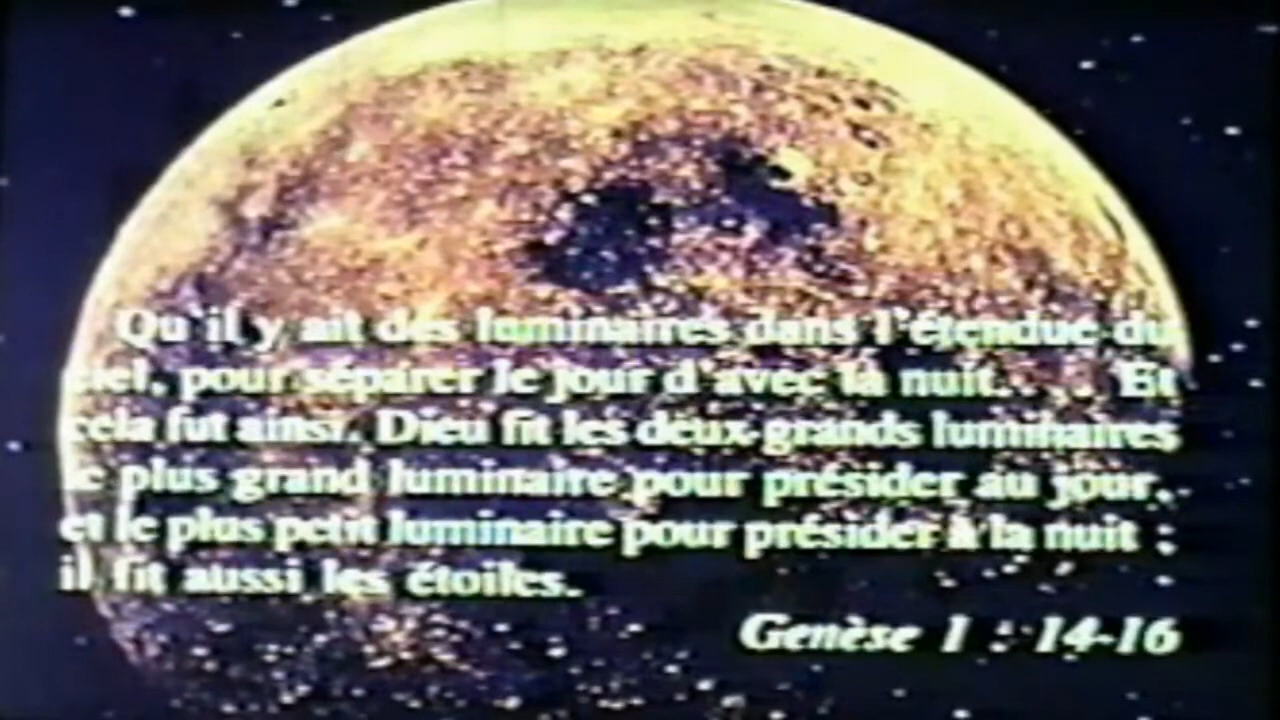 Qu'il y ait des luminaires dans l'étendue du
ciel, pour séparer le jour d'avec la nuit. . . . Et
cela fut ainsi. Dieu fit les deux grands luminaires
le plus grand luminaire pour présider au jour,
et le plus petit luminaire pour présider à la nuit :
il fit aussi les étoiles.
Genèse 1 : 14-16